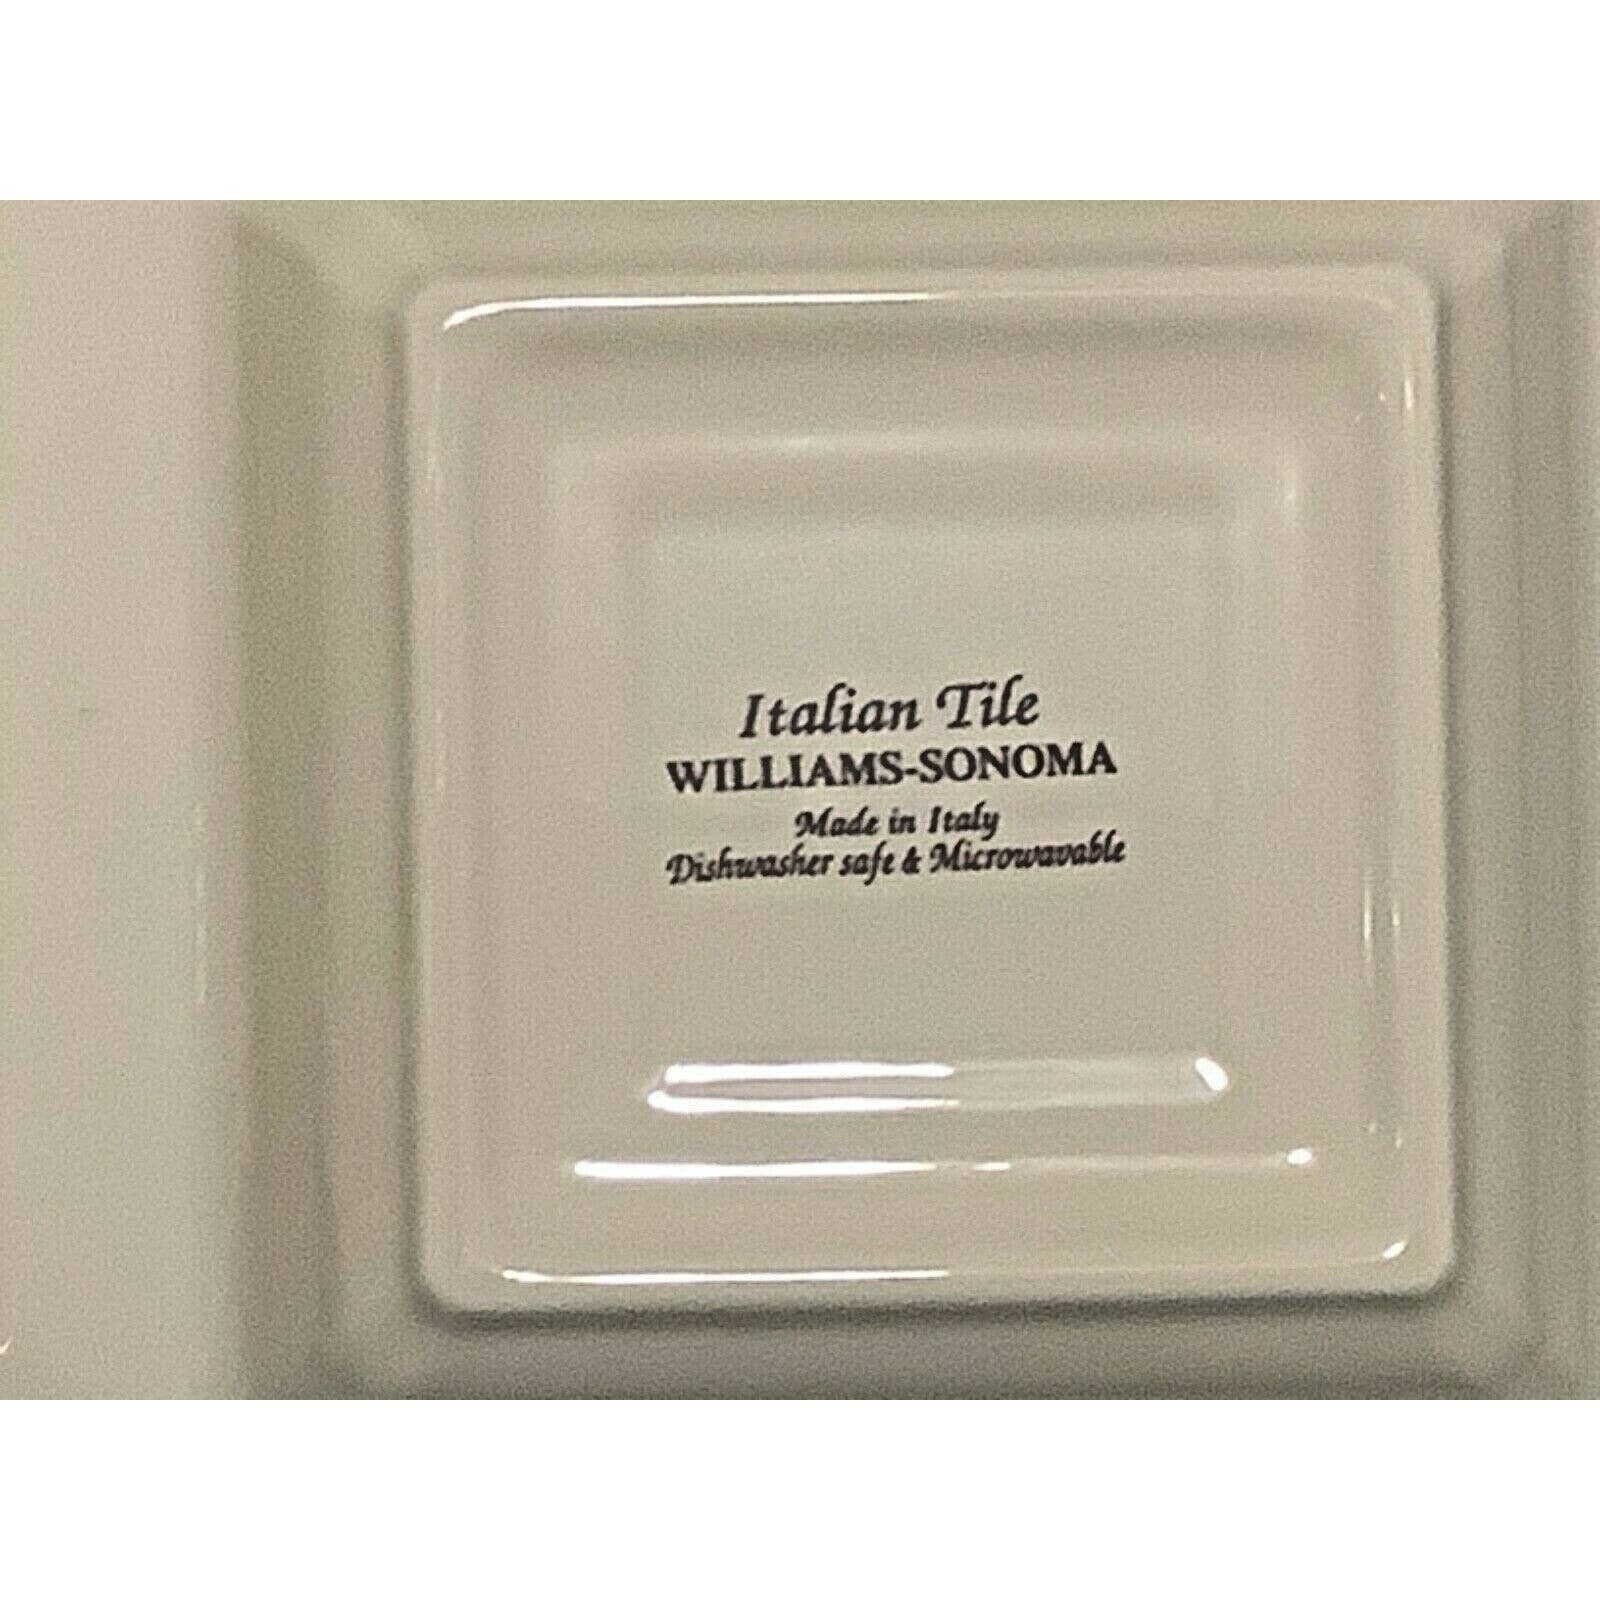 Italian Tile
WILLIAMS-SONOMA
Made in Italy
Dishwasher safe & Microwavable